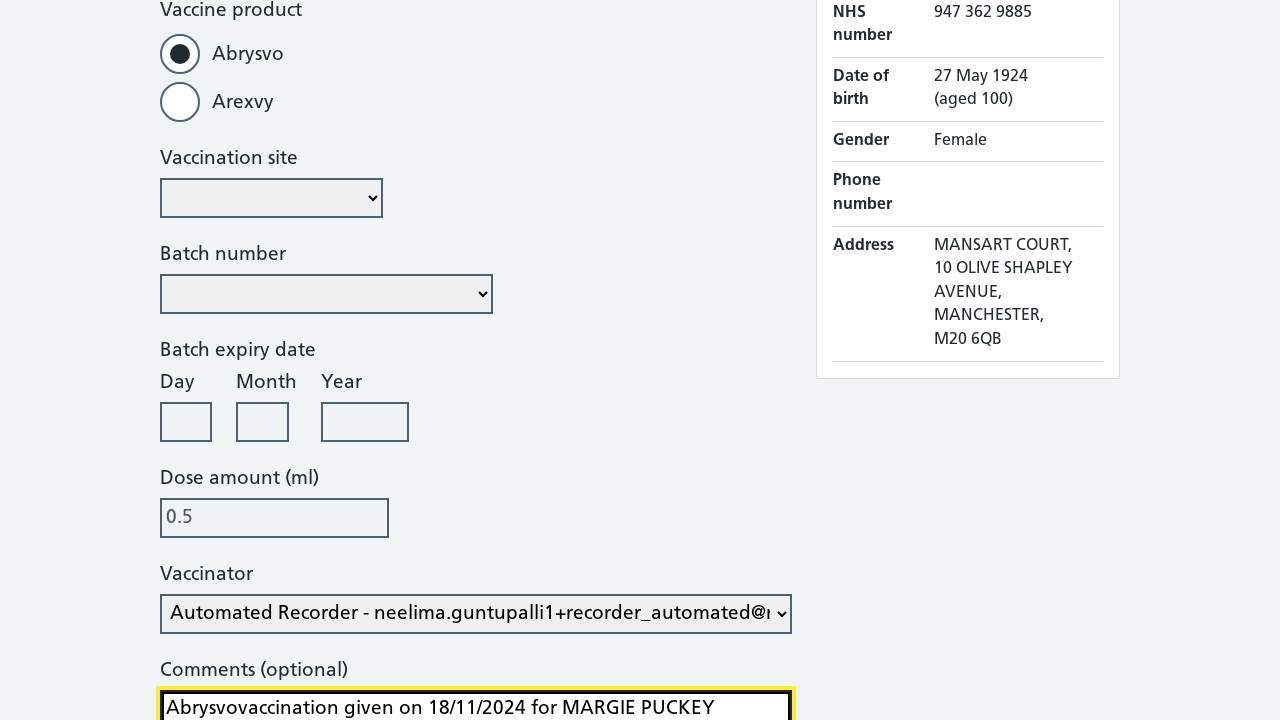 Vaccine product
Abrysvo
Arexvy
Vaccination site
Batch number
Batch expiry date
Day Month Year
Dose amount (ml)
0.5
Vaccinator
Automated Recorder - neelima.guntupalli1+recorder_automated@
Comments (optional)
Abrysvovaccination given on 18/11/2024 for MARGIE PUCKEY
NHS number 947 362 9885
Date of birth 27 May 1924 (aged 100)
Gender Female
Phone number
Address MANSART COURT,
10 OLIVE SHAPLEY
AVENUE,
MANCHESTER,
M20 6QB